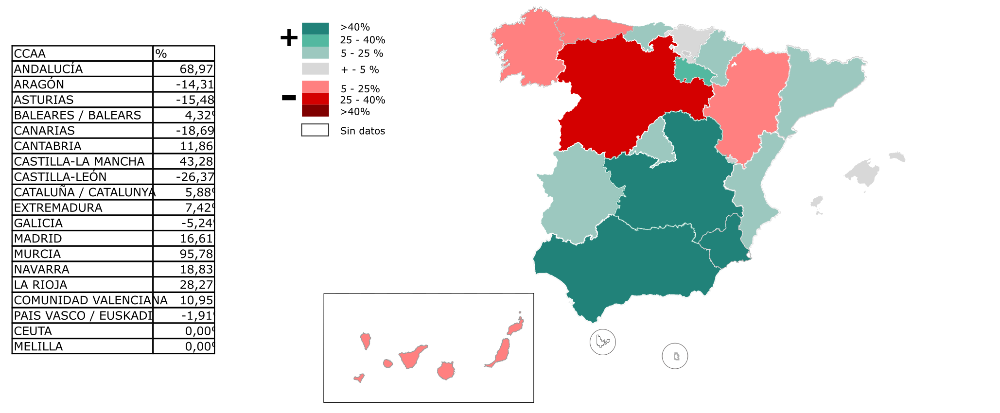 CCAA %
ANDALUCÍA 68,97
ARAGÓN -14,31
ASTURIAS -15,48
BALEARES / BALEARS 4,32%
CANARIAS -18,69
CANTABRIA 11,86
CASTILLA-LA MANCHA 43,28
CASTILLA-LEÓN -26,37
CATALUÑA / CATALUNYA 5,88%
EXTREMADURA 7,42%
GALICIA -5,24%
MADRID 16,61
MURCIA 95,78
NAVARRA 18,83
LA RIOJA 28,27
COMUNIDAD VALENCIANA 10,95
PAIS VASCO / EUSKADI -1,91%
CEUTA 0,00%
MELILLA 0,00%
+
>40%
25 - 40%
5 - 25 %
+ - 5 %
-
5 - 25%
25 - 40%
>40%
Sin datos